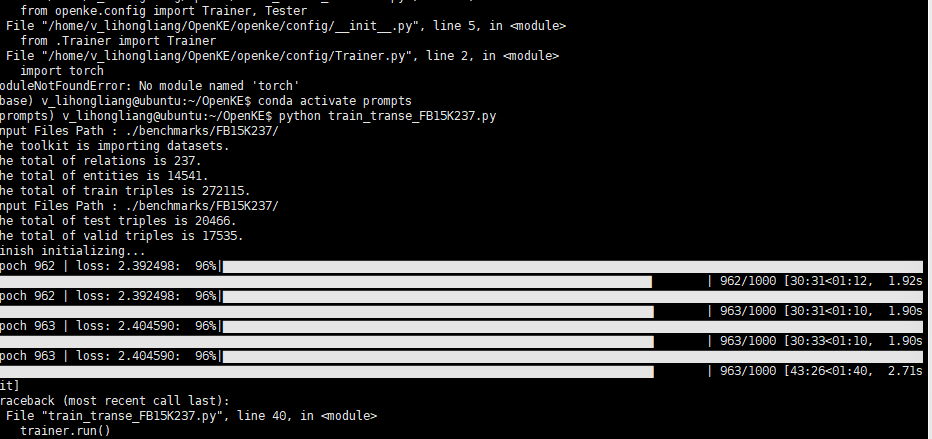 from openke.config import Trainer, Tester
File "/home/v_lihongliang/OpenKE/openke/config/__init__.py", line 5, in <module>
from .Trainer import Trainer
File "/home/v_lihongliang/OpenKE/openke/config/Trainer.py", line 2, in <module>
import torch
oduleNotFoundError: No module named 'torch'
base) v_lihongliang@ubuntu:~/OpenKE$ conda activate prompts
prompts) v_lihongliang@ubuntu:~/OpenKE$ python train_transe_FB15K237.py
nput Files Path : ./benchmarks/FB15K237/
he toolkit is importing datasets.
he total of relations is 237.
he total of entities is 14541.
he total of train triples is 272115.
nput Files Path : ./benchmarks/FB15K237/
he total of test triples is 20466.
he total of valid triples is 17535.
inish initializing...
poch 962 | loss: 2.392498:  96%|
| 962/1000 [30:31<01:12,  1.92s
poch 962 | loss: 2.392498:  96%|
| 963/1000 [30:31<01:10,  1.90s
poch 963 | loss: 2.404590:  96%|
| 963/1000 [30:33<01:10,  1.90s
poch 963 | loss: 2.404590:  96%|
| 963/1000 [43:26<01:40,  2.71s
it]
raceback (most recent call last):
File "train_transe_FB15K237.py", line 40, in <module>
trainer.run()